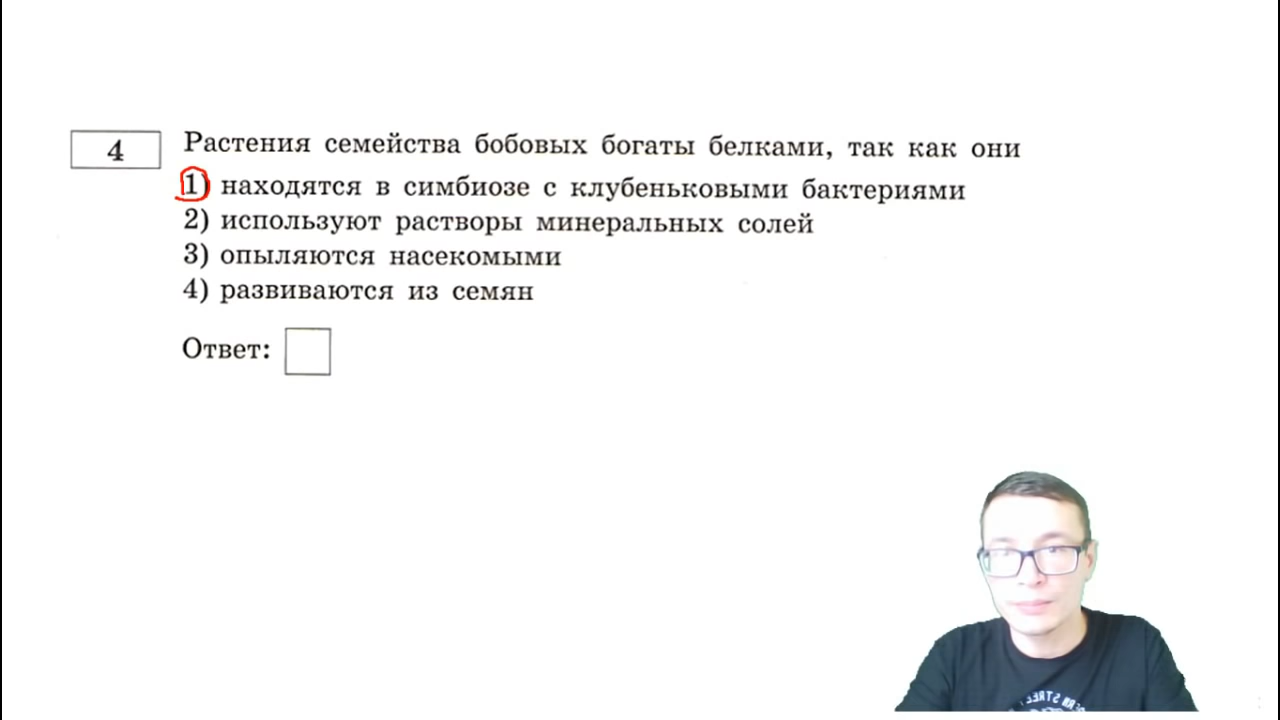 4
Растения семейства бобовых богаты белками, так как они
1) находятся в симбиозе с клубеньковыми бактериями
2) используют растворы минеральных солей
3) опыляются насекомыми
4) развиваются из семян
Ответ: